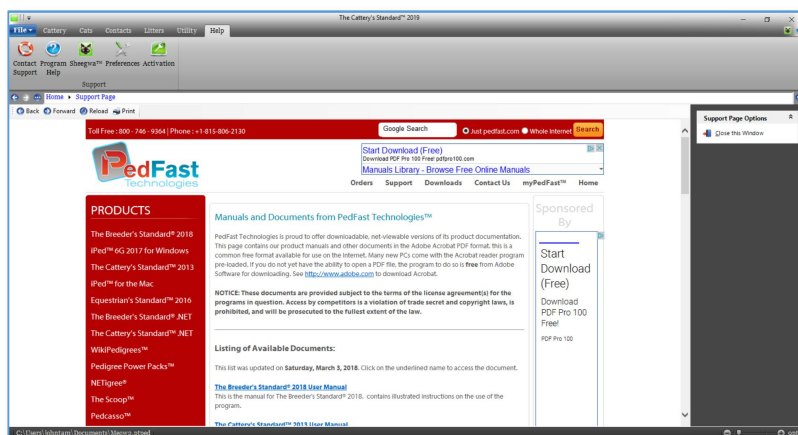 The Cattery's Standard™ 2019
File Cattery Cats Contacts Litters Utility Help
Contact Support Program Help Sheegwa™ Preferences Activation
Support
Home Support Page
Back Forward Reload Print
Support Page Options
Close this Window
Toll Free : 800 - 746 - 9364 | Phone : +1-815-806-2130
Google Search Just pedfast.com Whole Internet Search
PedFast
Technologies
Start Download (Free)
Download PDF Pro 100 Free! pdfpro100.com
Manuals Library - Browse Free Online Manuals
Orders Support Downloads Contact Us myPedFast™ Home
PRODUCTS
The Breeder's Standard® 2018
iPed™ 6G 2017 for Windows
The Cattery's Standard™ 2013
iPed™ for the Mac
Equestrian's Standard™ 2016
The Breeder's Standard® .NET
The Cattery's Standard™ .NET
WikiPedigrees™
Pedigree Power Packs™
NETigree®
The Scoop™
Pedcasso™
Manuals and Documents from PedFast Technologies™
PedFast Technologies is proud to offer downloadable, net-viewable versions of its product documentation.
This page contains our product manuals and other documents in the Adobe Acrobat PDF format. this is a
common free format available for use on the Internet. Many new PC's come with the Acrobat reader program
pre-loaded. If you do not yet have the ability to open a PDF file, the program to do so is free from Adobe
Software for downloading. See http://www.adobe.com to download Acrobat.
NOTICE: These documents are provided subject to the terms of the license agreement(s) for the
programs in question. Access by competitors is a violation of trade secret and copyright laws, is
prohibited, and will be prosecuted to the fullest extent of the law.
Listing of Available Documents:
This list was updated on Saturday, March 3, 2018. Click on the underlined name to access the document.
The Breeder's Standard® 2018 User Manual
This is the manual for The Breeder's Standard® 2018. contains illustrated instructions on the use of the
program.
The Cattery's Standard™ 2013 User Manual
Sponsored
By
Start
Download
(Free)
Download
PDF Pro 100
Free!
PDF Pro 100
C:\Users\johntam\Documents\Meowp.ptped